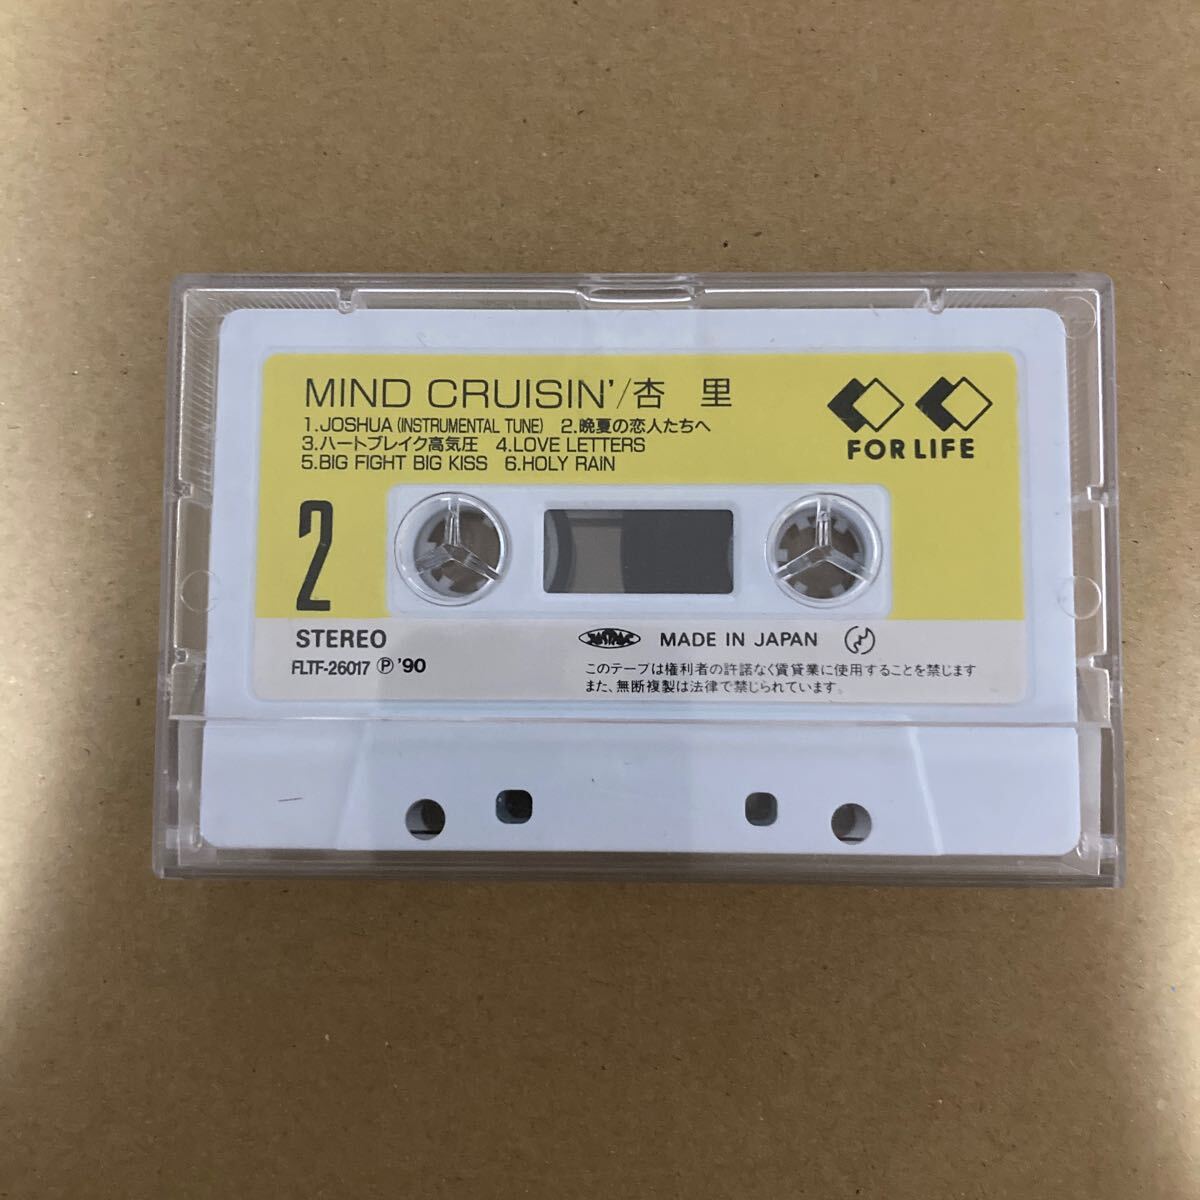 MIND CRUISIN'/杏 里
1.JOSHUA (INSTRUMENTAL TUNE) 2.晩夏の恋人たちへ
3.ハートブレイク高気圧 4.LOVE LETTERS
5.BIG FIGHT BIG KISS 6.HOLY RAIN
FOR LIFE
2
STEREO
MADE IN JAPAN
FLTF-26017 Ⓟ '90
このテープは権利者の許諾なく賃貸業に使用することを禁じます
また、無断複製は法律で禁じられています。